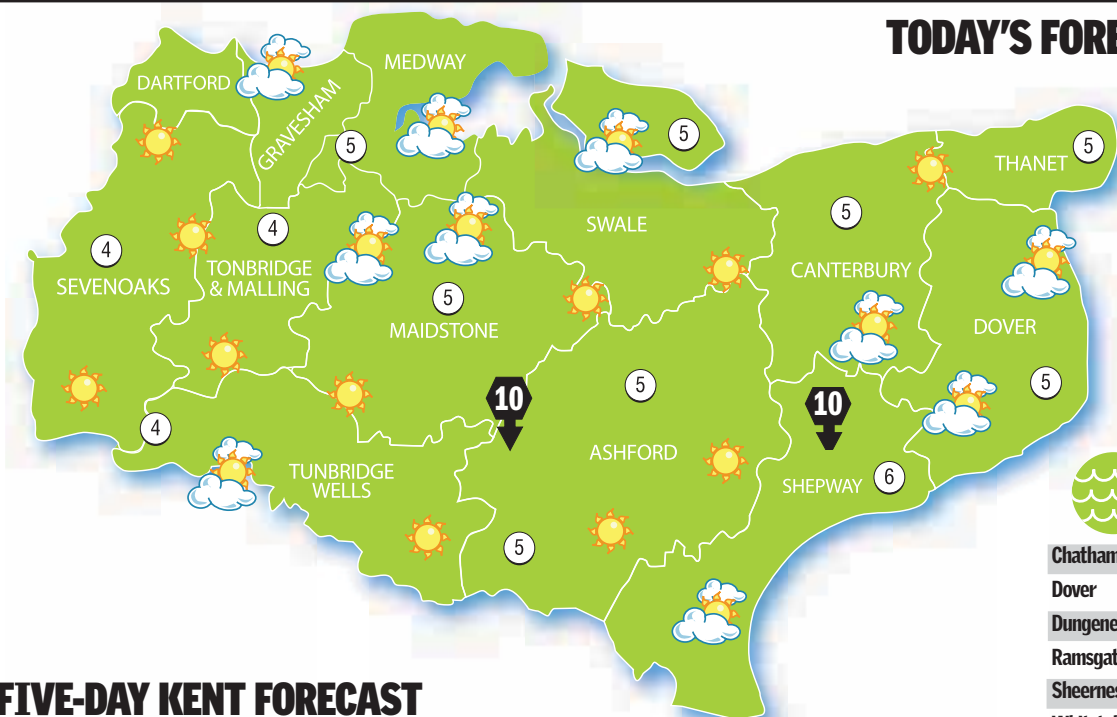 TODAY'S FORE
MEDWAY
DARTFORD
GRAVESHAM
5
5
THANET
5
4
SWALE
5
4
SEVENOAKS
TONBRIDGE
& MALLING
CANTERBURY
5
MAIDSTONE
DOVER
10
5
10
5
4
ASHFORD
TUNBRIDGE
WELLS
SHEPWAY
6
5
Chatham
Dover
Dungene
Ramsgat
Sheernes
FIVE-DAY KENT FORECAST